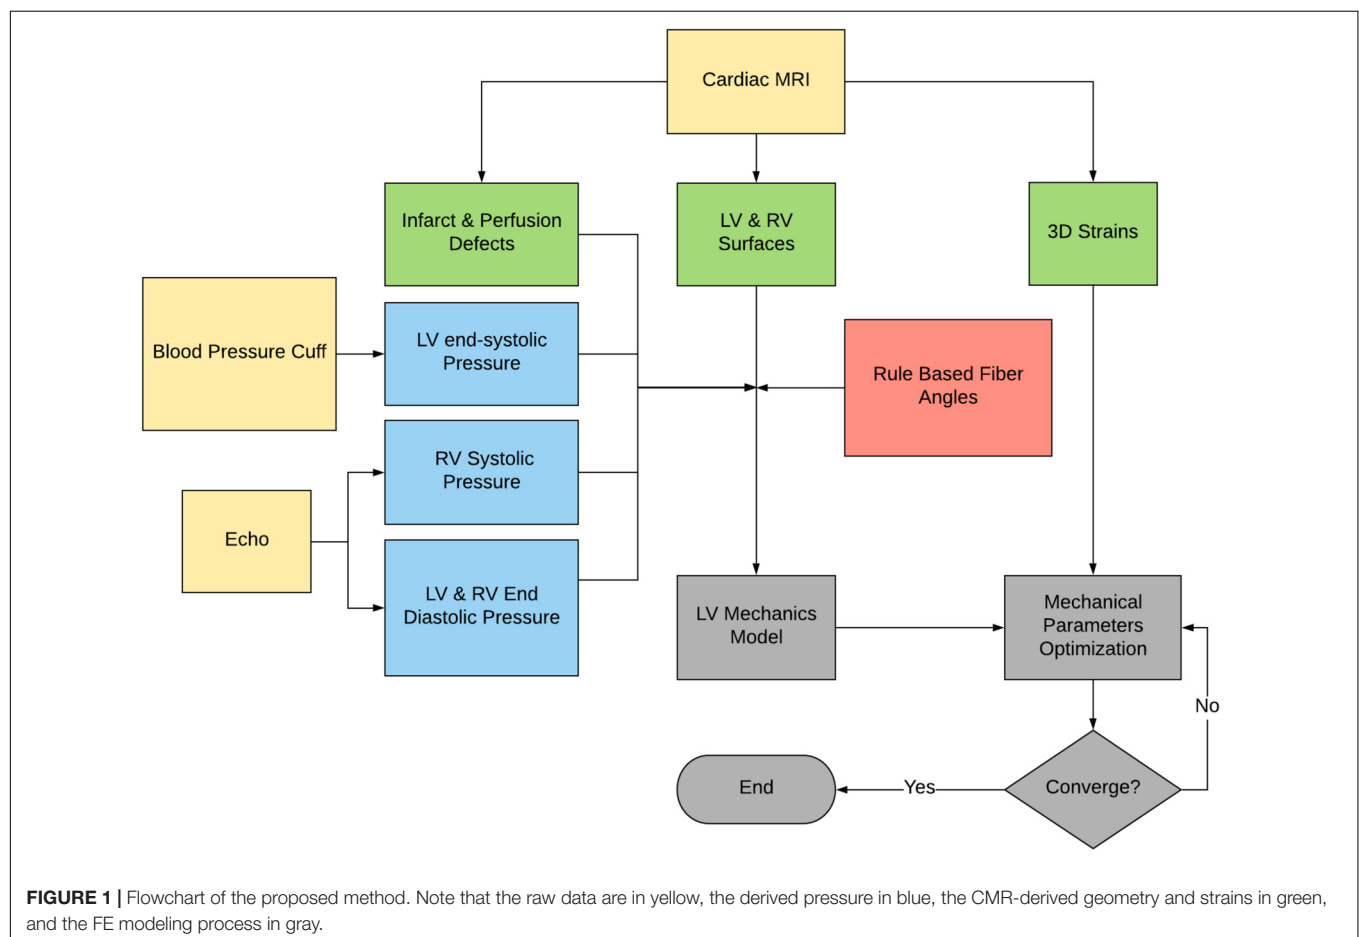 Cardiac MRI
Infarct & Perfusion
Defects
LV & RV
Surfaces
3D Strains
Blood Pressure Cuff
LV end-systolic
Pressure
Rule Based Fiber
Angles
RV Systolic
Pressure
Echo
LV & RV End
Diastolic Pressure
LV Mechanics
Model
Mechanical
Parameters
Optimization
No
End
Yes
Converge?
FIGURE 1 | Flowchart of the proposed method. Note that the raw data are in yellow, the derived pressure in blue, the CMR-derived geometry and strains in green,
and the FE modeling process in gray.